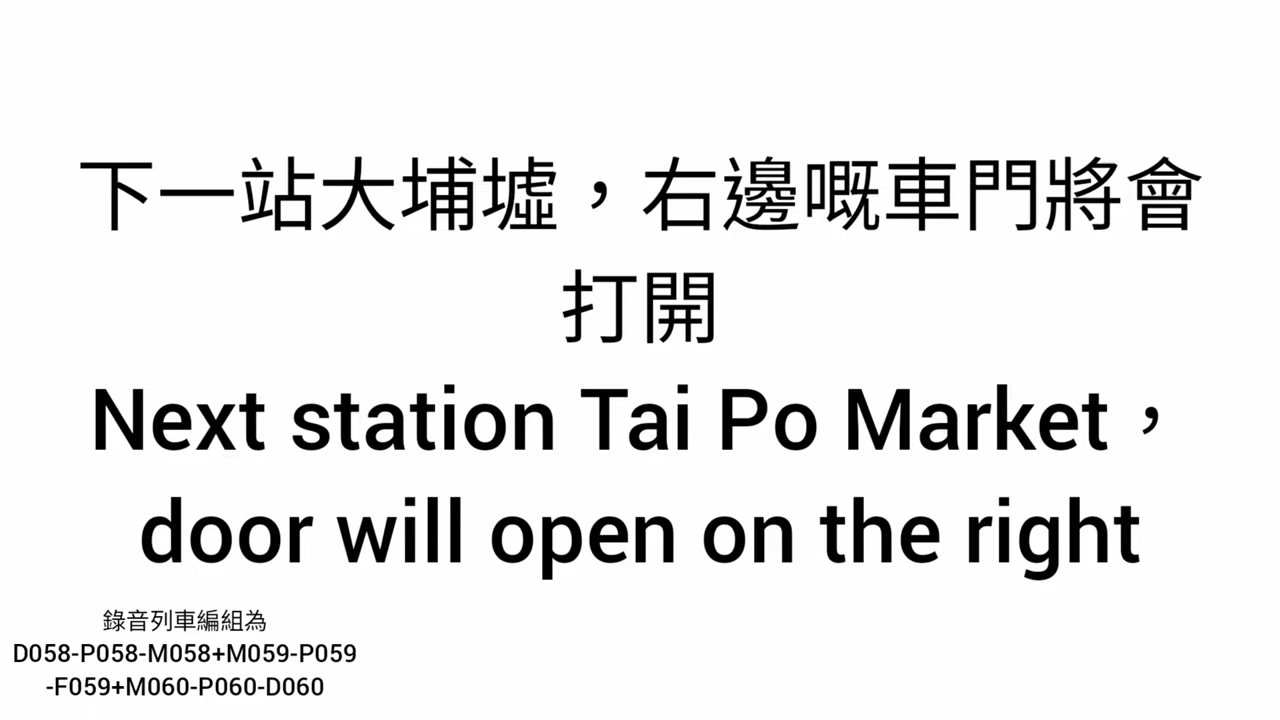 下一站大埔墟，右邊嘅車門將會
打開
Next station Tai Po Market，
door will open on the right
錄音列車編組為
D058-P058-M058+M059-P059
-F059+M060-P060-D060